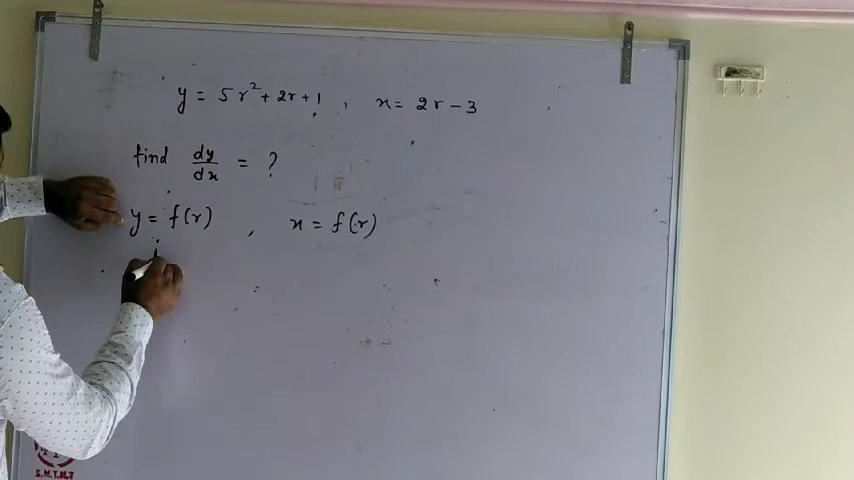 y = 5r² + 2r + 1 , x = 2r - 3
find dy/dx = ?
y = f(r) , x = f(r)
S.M.T.M.T